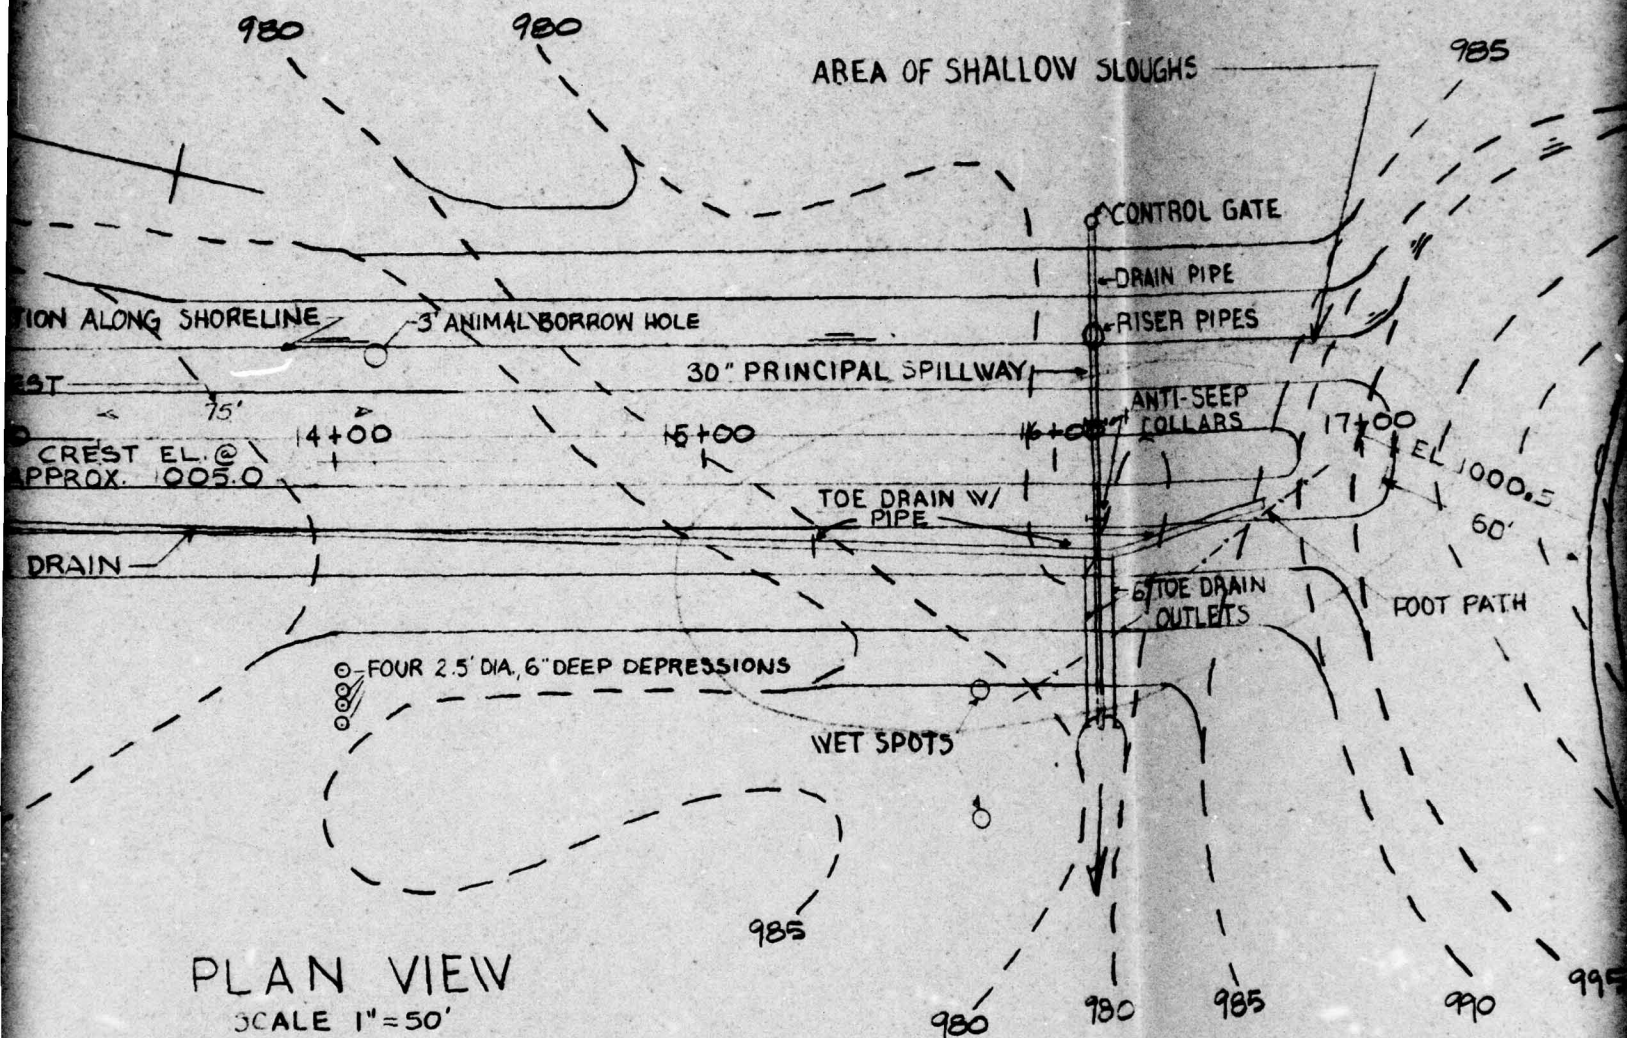 980
980
AREA OF SHALLOW SLOUGHS
985
CONTROL GATE
DRAIN PIPE
TION ALONG SHORELINE
3' ANIMAL BORROW HOLE
RISER PIPES
30" PRINCIPAL SPILLWAY
EST
75'
ANTI-SEEP
COLLARS
14+00
15+00
16+00
17+00
CREST EL. @
APPROX. 1005.0
EL 1000.5
60'
TOE DRAIN W/
PIPE
DRAIN
6" TOE DRAIN
OUTLETS
FOOT PATH
FOUR 2.5' DIA., 6" DEEP DEPRESSIONS
WET SPOTS
985
PLAN VIEW
SCALE 1"=50'
980
980
985
990
995